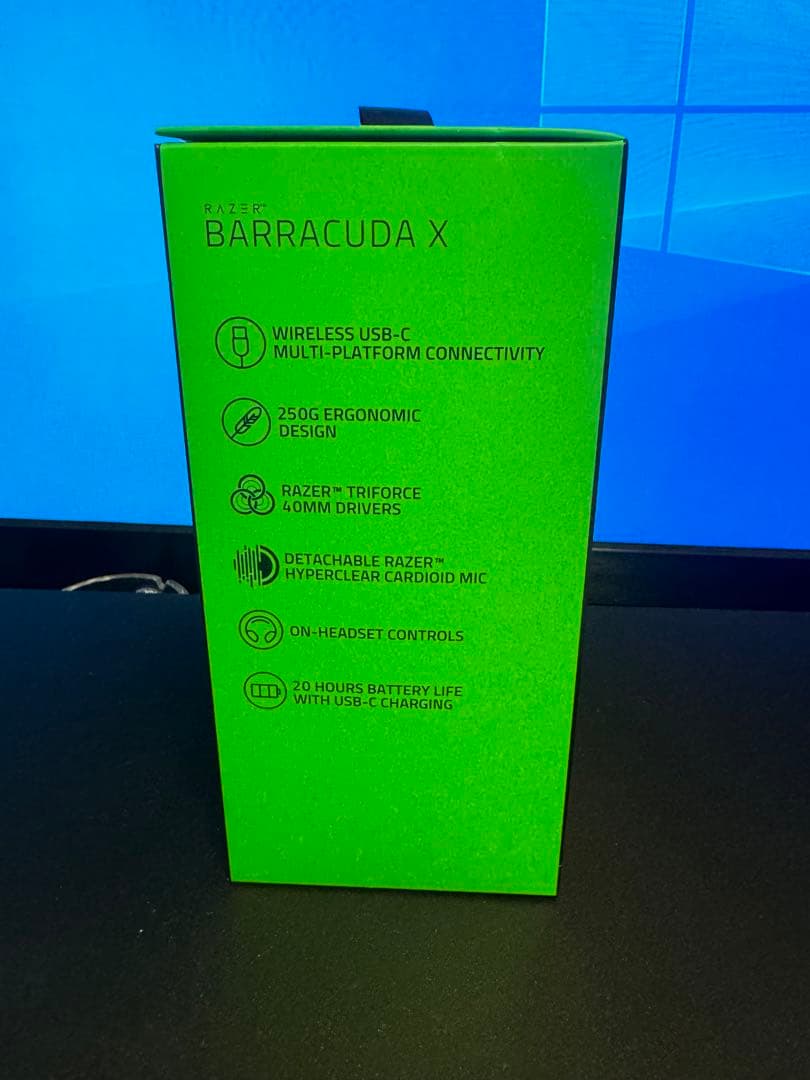 RAZER™
BARRACUDA X
WIRELESS USB-C
MULTI-PLATFORM CONNECTIVITY
250G ERGONOMIC
DESIGN
RAZER™ TRIFORCE
40MM DRIVERS
DETACHABLE RAZER™
HYPERCLEAR CARDIOID MIC
ON-HEADSET CONTROLS
20 HOURS BATTERY LIFE
WITH USB-C CHARGING